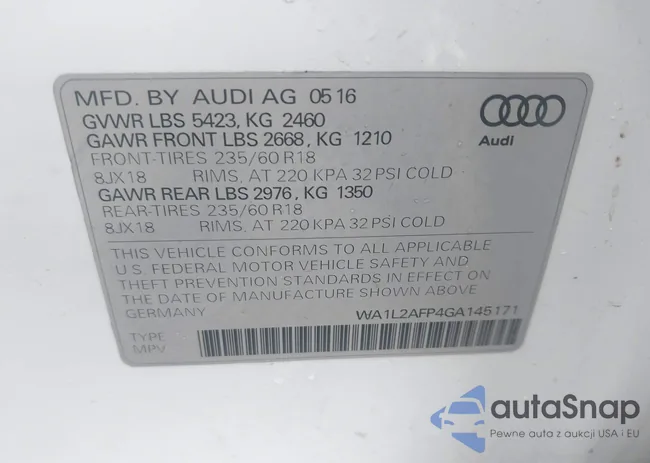 MFD. BY AUDI AG 05 16
GVWR LBS 5423, KG 2460
GAWR FRONT LBS 2668, KG 1210
FRONT-TIRES 235/60 R18
8JX18 RIMS, AT 220 KPA 32 PSI COLD
GAWR REAR LBS 2976, KG 1350
REAR-TIRES 235/60 R18
8JX18 RIMS, AT 220 KPA 32 PSI COLD
Audi
THIS VEHICLE CONFORMS TO ALL APPLICABLE
U.S. FEDERAL MOTOR VEHICLE SAFETY AND
THEFT PREVENTION STANDARDS IN EFFECT ON
THE DATE OF MANUFACTURE SHOWN ABOVE.
GERMANY WA1L2AFP4GA145171
TYPE
MPV
autaSnap
Pewne auta z aukcji USA i EU